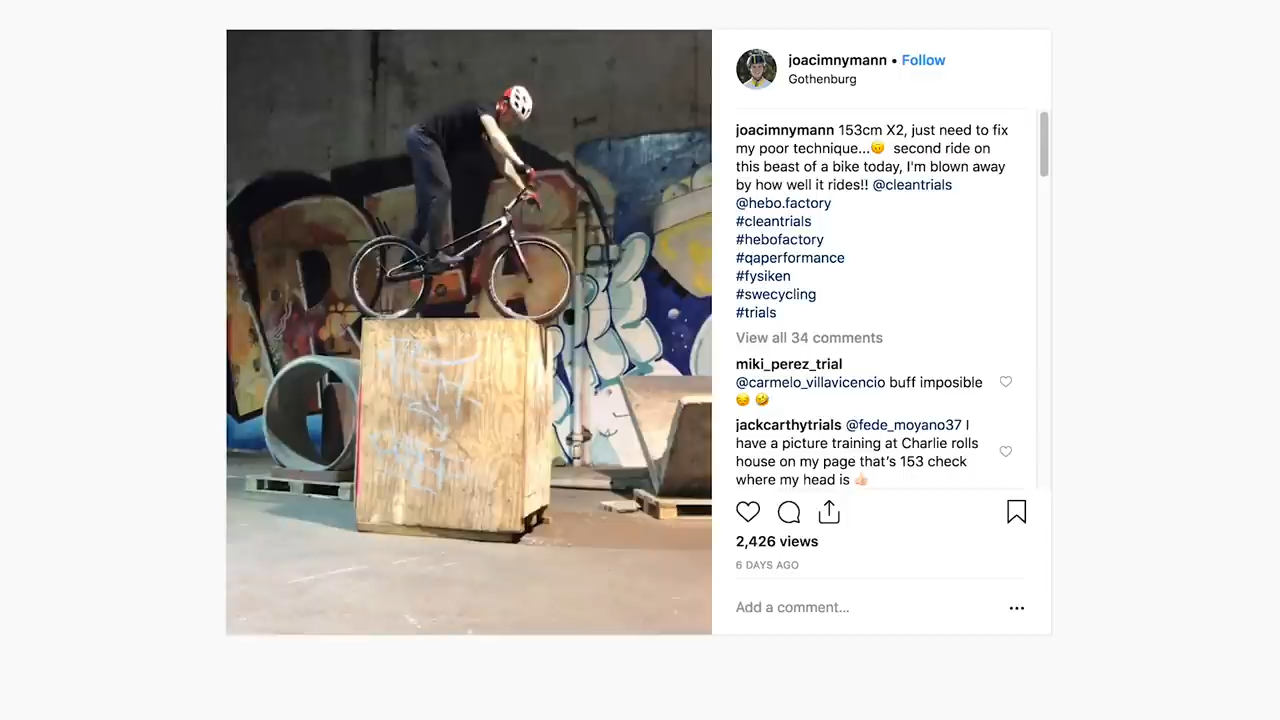 joacimnymann • Follow
Gothenburg
joacimnymann 153cm X2, just need to fix
my poor technique...🙃 second ride on
this beast of a bike today, I'm blown away
by how well it rides!! @cleantrials
@hebo.factory
#cleantrials
#hebofactory
#qaperformance
#fysiken
#swecycling
#trials
View all 34 comments
miki_perez_trial
@carmelo_villavicencio buff imposible
😔 🤣
jackcarthytrials @fede_moyano37 I
have a picture training at Charlie rolls
house on my page that's 153 check
where my head is 👍🏻
2,426 views
6 DAYS AGO
Add a comment...